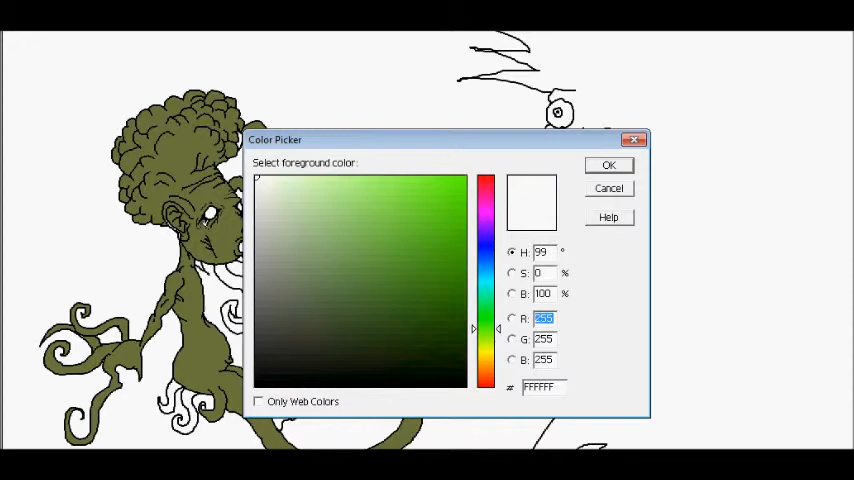 Color Picker
Select foreground color:
OK
Cancel
Help
H: 99 °
S: 0 %
B: 100 %
R: 255
G: 255
B: 255
# FFFFFF
Only Web Colors